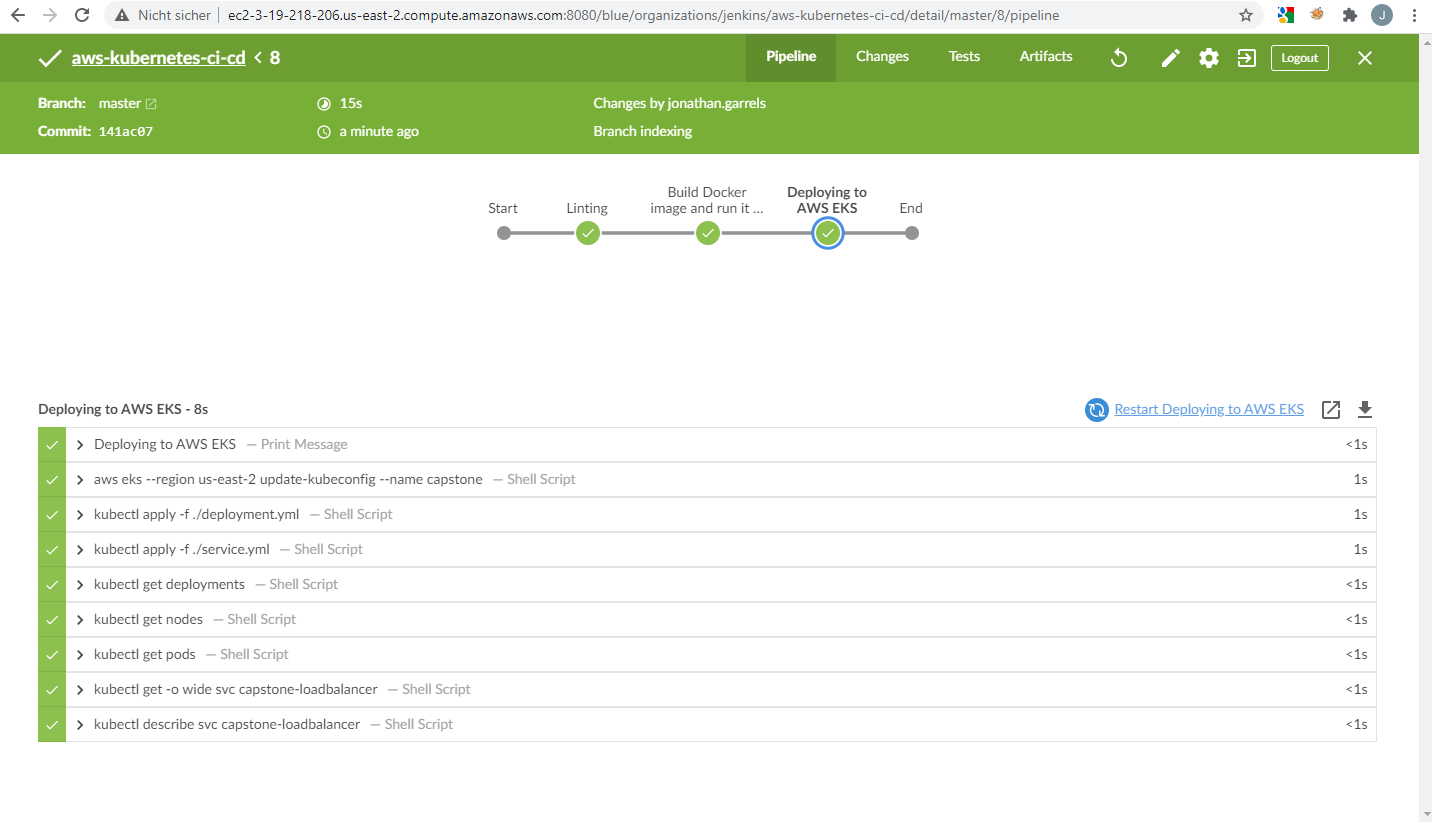 Nicht sicher ec2-3-19-218-206.us-east-2.compute.amazonaws.com:8080/blue/organizations/jenkins/aws-kubernetes-ci-cd/detail/master/8/pipeline J
aws-kubernetes-ci-cd < 8 Pipeline Changes Tests Artifacts Logout
Branch: master 15s Changes by jonathan.garrels
Commit: 141ac07 a minute ago Branch indexing
Start
Linting
Build Docker
image and run it ...
Deploying to
AWS EKS
End
Deploying to AWS EKS - 8s Restart Deploying to AWS EKS
Deploying to AWS EKS — Print Message <1s
aws eks --region us-east-2 update-kubeconfig --name capstone — Shell Script 1s
kubectl apply -f ./deployment.yml — Shell Script 1s
kubectl apply -f ./service.yml — Shell Script 1s
kubectl get deployments — Shell Script <1s
kubectl get nodes — Shell Script <1s
kubectl get pods — Shell Script <1s
kubectl get -o wide svc capstone-loadbalancer — Shell Script <1s
kubectl describe svc capstone-loadbalancer — Shell Script <1s